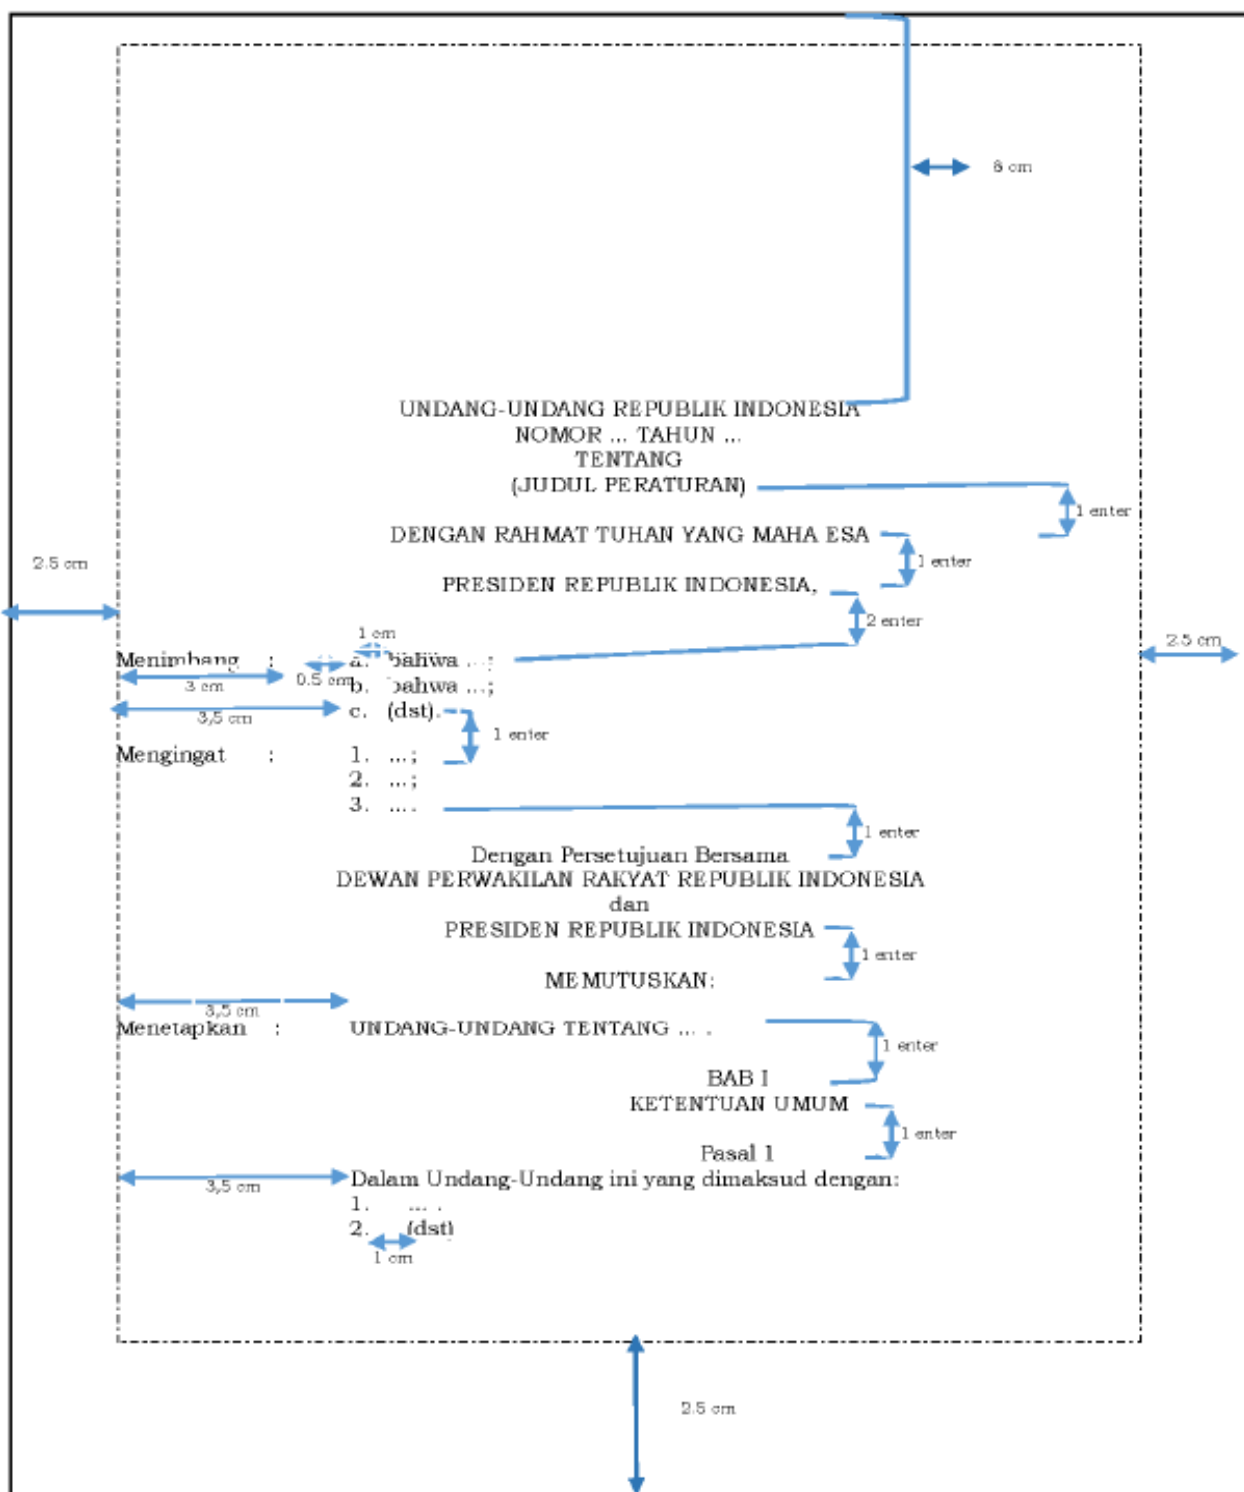 8 cm
UNDANG-UNDANG REPUBLIK INDONESIA
NOMOR ... TAHUN ...
TENTANG
(JUDUL PERATURAN)
1 enter
DENGAN RAHMAT TUHAN YANG MAHA ESA
1 enter
2.5 cm
PRESIDEN REPUBLIK INDONESIA,
2 enter
1 cm
2.5 cm
Menimbang : a. bahwa ...;
3 cm 0.5 cm b. bahwa ...;
3,5 cm c. (dst).
1 enter
Mengingat : 1. ...;
2. ...;
3. ... .
1 enter
Dengan Persetujuan Bersama
DEWAN PERWAKILAN RAKYAT REPUBLIK INDONESIA
dan
PRESIDEN REPUBLIK INDONESIA
1 enter
MEMUTUSKAN:
3,5 cm
Menetapkan : UNDANG-UNDANG TENTANG ... .
1 enter
BAB I
KETENTUAN UMUM
1 enter
Pasal 1
3,5 cm Dalam Undang-Undang ini yang dimaksud dengan:
1. ... .
2. (dst)
1 cm
2.5 cm